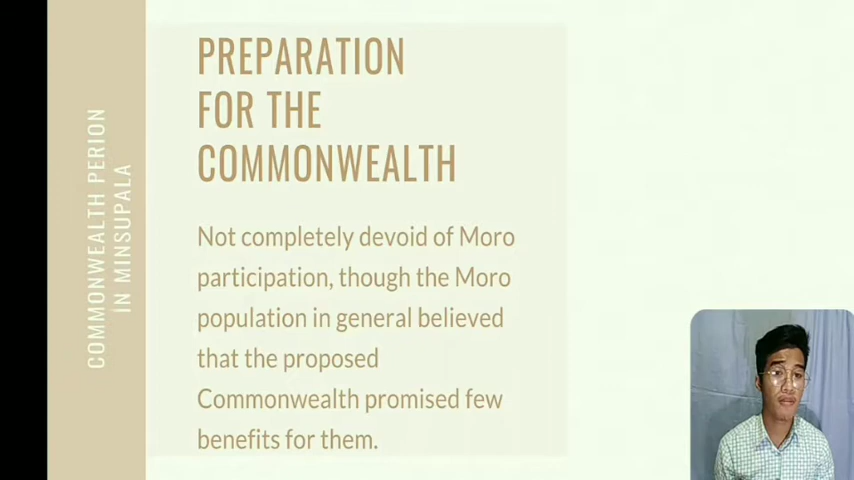 COMMONWEALTH PERION
IN MINSUPALA
PREPARATION
FOR THE
COMMONWEALTH
Not completely devoid of Moro
participation, though the Moro
population in general believed
that the proposed
Commonwealth promised few
benefits for them.